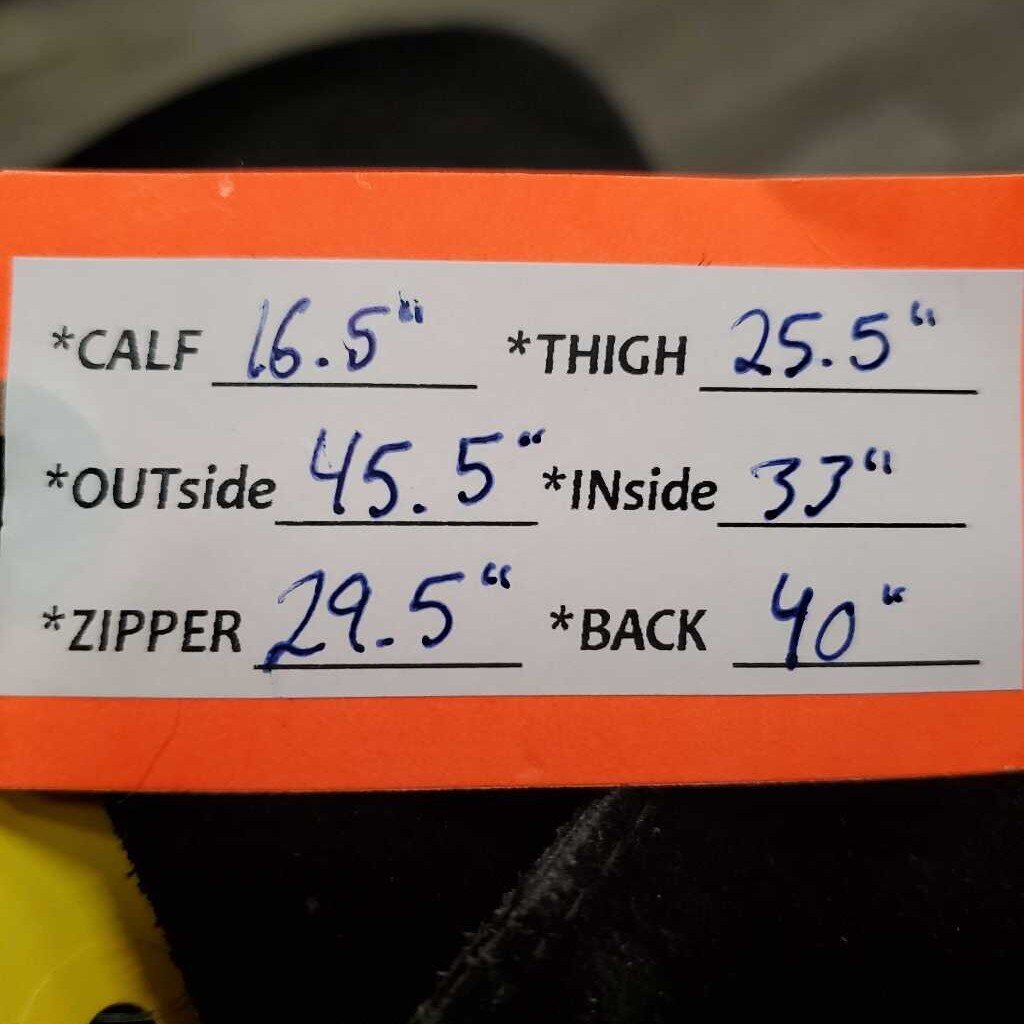 *CALF 16.5" *THIGH 25.5"
*OUTside 45.5" *INside 33"
*ZIPPER 29.5" *BACK 40"